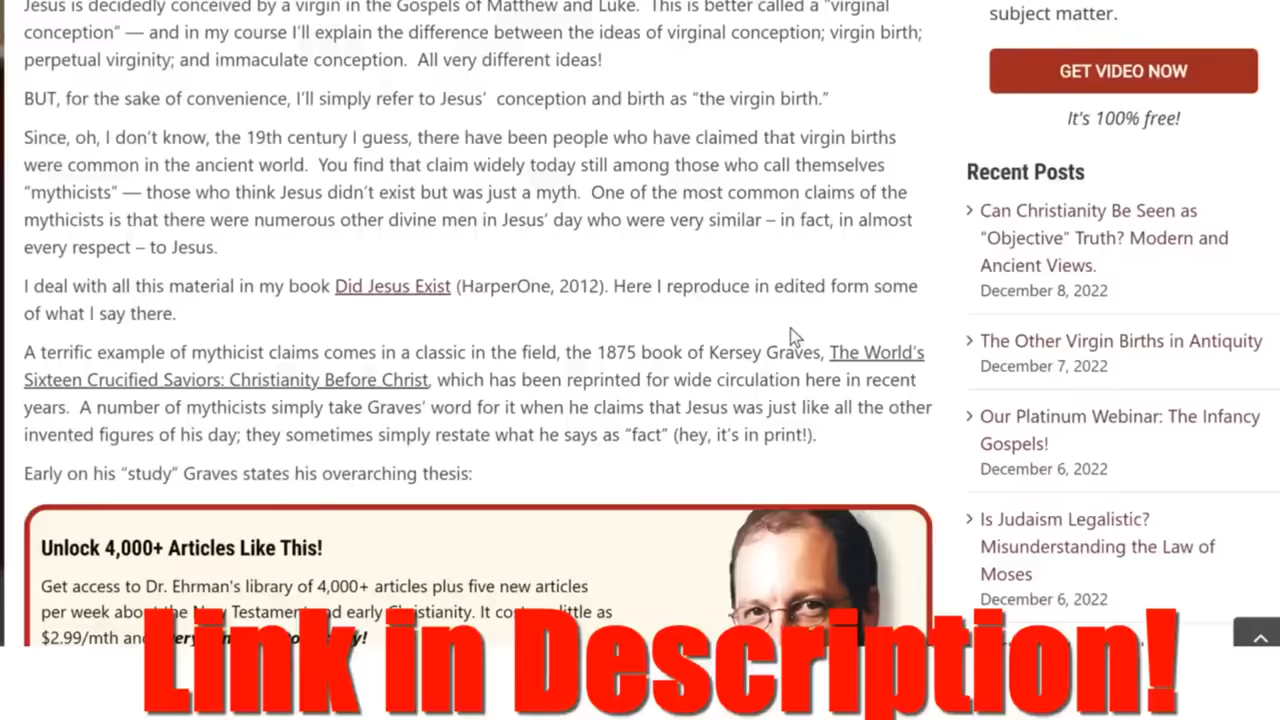 Jesus is decidedly conceived by a virgin in the Gospels of Matthew and Luke.  This is better called a “virginal
conception” — and in my course I’ll explain the difference between the ideas of virginal conception; virgin birth;
perpetual virginity; and immaculate conception.  All very different ideas!
BUT, for the sake of convenience, I’ll simply refer to Jesus’  conception and birth as “the virgin birth.”
Since, oh, I don’t know, the 19th century I guess, there have been people who have claimed that virgin births
were common in the ancient world.  You find that claim widely today still among those who call themselves
“mythicists” — those who think Jesus didn’t exist but was just a myth.  One of the most common claims of the
mythicists is that there were numerous other divine men in Jesus’ day who were very similar – in fact, in almost
every respect – to Jesus.
I deal with all this material in my book Did Jesus Exist (HarperOne, 2012). Here I reproduce in edited form some
of what I say there.
A terrific example of mythicist claims comes in a classic in the field, the 1875 book of Kersey Graves, The World’s
Sixteen Crucified Saviors: Christianity Before Christ, which has been reprinted for wide circulation here in recent
years.  A number of mythicists simply take Graves’ word for it when he claims that Jesus was just like all the other
invented figures of his day; they sometimes simply restate what he says as “fact” (hey, it’s in print!).
Early on his “study” Graves states his overarching thesis:
Unlock 4,000+ Articles Like This!
Get access to Dr. Ehrman's library of 4,000+ articles plus five new articles
per week about the New Testament and early Christianity. It costs as little as
$2.99/mth and
Link in Description!
subject matter.
GET VIDEO NOW
It's 100% free!
Recent Posts
Can Christianity Be Seen as
“Objective” Truth? Modern and
Ancient Views.
December 8, 2022
The Other Virgin Births in Antiquity
December 7, 2022
Our Platinum Webinar: The Infancy
Gospels!
December 6, 2022
Is Judaism Legalistic?
Misunderstanding the Law of
Moses
December 6, 2022